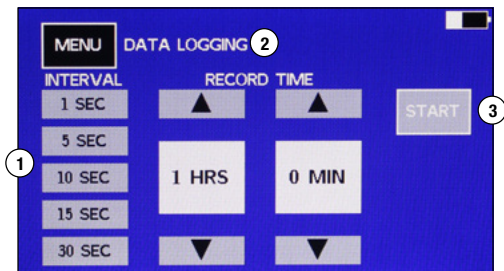 MENU DATA LOGGING 2
INTERVAL RECORD TIME
1 SEC
START 3
5 SEC
1
10 SEC 1 HRS 0 MIN
15 SEC
30 SEC